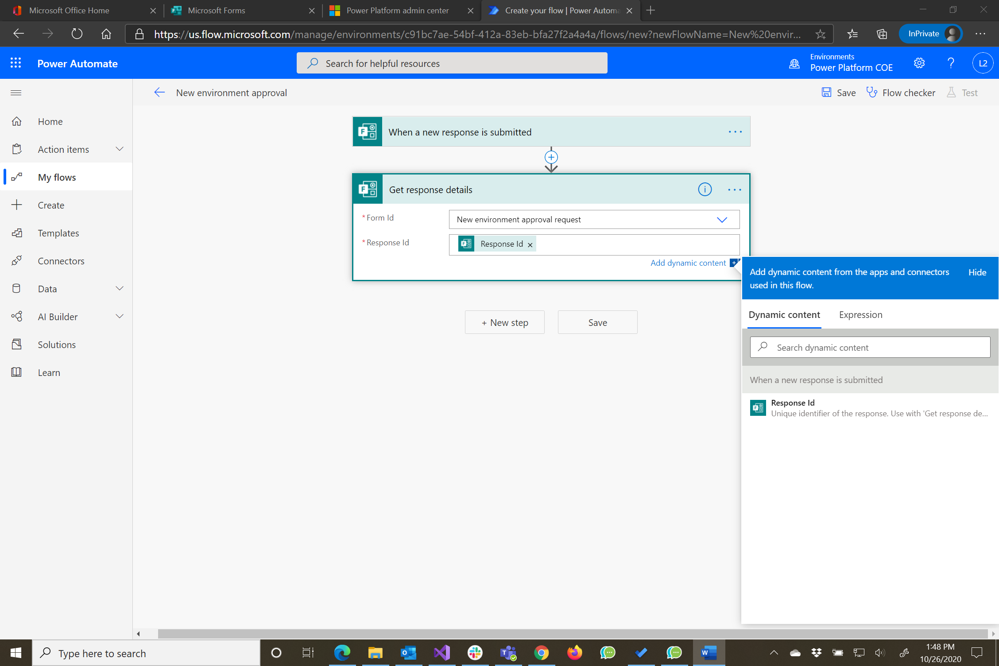 Microsoft Office Home
Microsoft Forms
Power Platform admin center
Create your flow | Power Automa
https://us.flow.microsoft.com/manage/environments/c91bc7ae-54bf-412a-83eb-bfa27f2a4a4a/flows/new?newFlowName=New%20envir...
InPrivate
Power Automate
Search for helpful resources
Environments
Power Platform COE
?
L2
New environment approval
Save
Flow checker
Test
Home
Action items
My flows
Create
Templates
Connectors
Data
AI Builder
Solutions
Learn
When a new response is submitted
Get response details
* Form Id
New environment approval request
* Response Id
Response Id ×
Add dynamic content +
+ New step
Save
Add dynamic content from the apps and connectors
used in this flow.
Hide
Dynamic content
Expression
Search dynamic content
When a new response is submitted
Response Id
Unique identifier of the response. Use with 'Get response de...
Type here to search
1:48 PM
10/26/2020